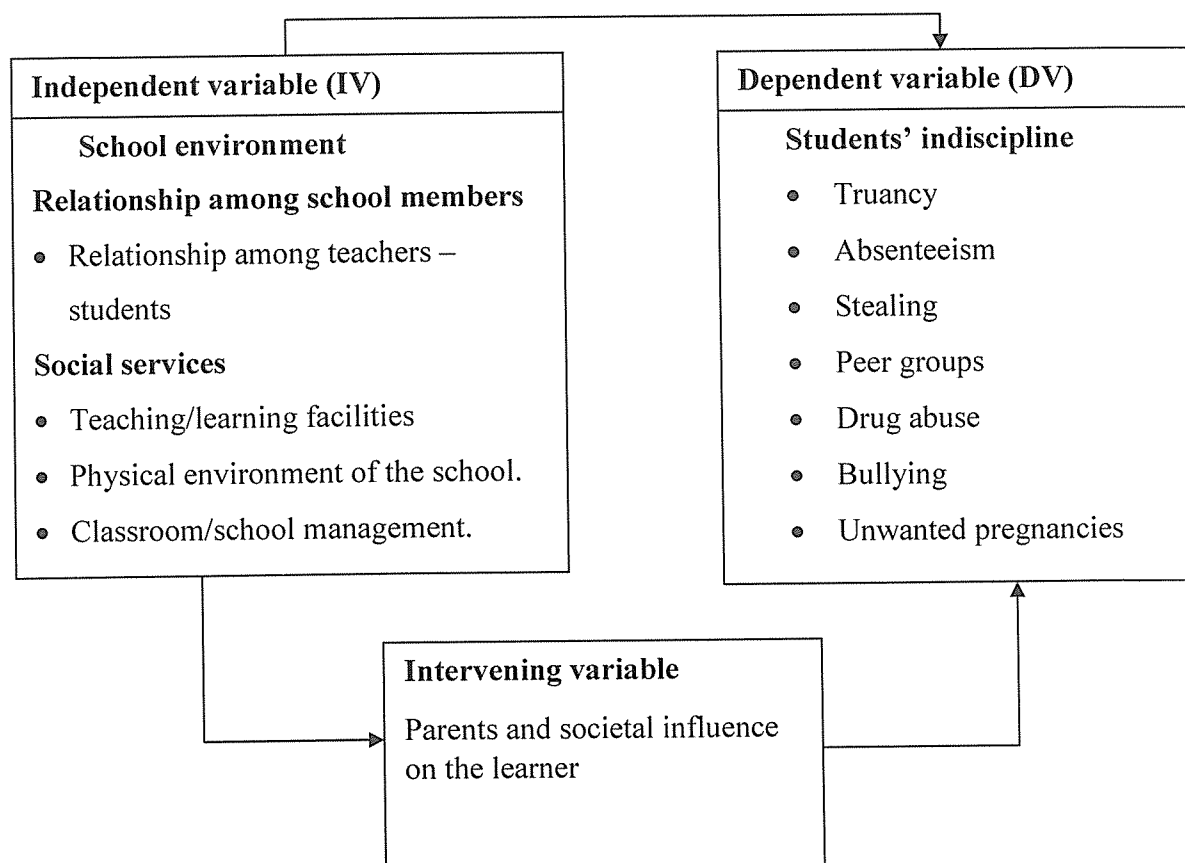 Independent variable (IV)
School environment
Relationship among school members
• Relationship among teachers –
students
Social services
• Teaching/learning facilities
• Physical environment of the school.
• Classroom/school management.
Dependent variable (DV)
Students’ indiscipline
• Truancy
• Absenteeism
• Stealing
• Peer groups
• Drug abuse
• Bullying
• Unwanted pregnancies
Intervening variable
Parents and societal influence
on the learner